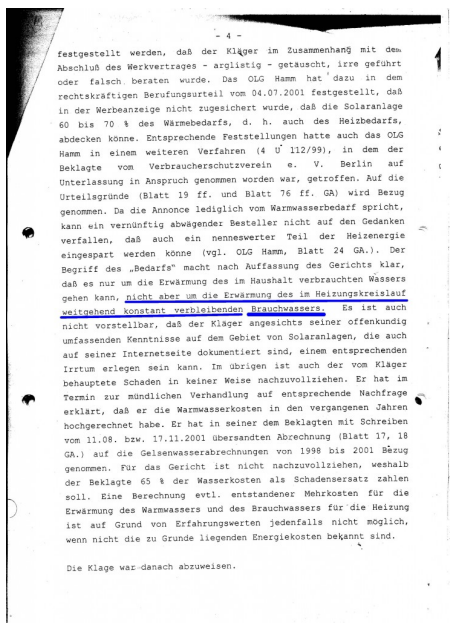 - 4 -
festgestellt werden, daß der Kläger im Zusammenhang mit dem
Abschluß des Werkvertrages - arglistig - getäuscht, irre geführt
oder falsch beraten wurde. Das OLG Hamm hat dazu in dem
rechtskräftigen Berufungsurteil vom 04.07.2001 festgestellt, daß
in der Werbeanzeige nicht zugesichert wurde, daß die Solaranlage
60 bis 70 % des Wärmebedarfs, d. h. auch des Heizbedarfs,
abdecken könne. Entsprechende Feststellungen hatte auch das OLG
Hamm in einem weiteren Verfahren (4 U 112/99), in dem der
Beklagte vom Verbraucherschutzverein e. V. Berlin auf
Unterlassung in Anspruch genommen worden war, getroffen. Auf die
Urteilsgründe (Blatt 19 ff. und Blatt 76 ff. GA) wird Bezug
genommen. Da die Annonce lediglich vom Warmwasserbedarf spricht,
kann ein vernünftig abwägender Besteller nicht auf den Gedanken
verfallen, daß auch ein nenneswerter Teil der Heizenergie
eingespart werden könne (vgl. OLG Hamm, Blatt 24 GA.). Der
Begriff des „Bedarfs" macht nach Auffassung des Gerichts klar,
daß es nur um die Erwärmung des im Haushalt verbrauchten Wassers
gehen kann, nicht aber um die Erwärmung des im Heizungskreislauf
weitgehend konstant verbleibenden Brauchwassers. Es ist auch
nicht vorstellbar, daß der Kläger angesichts seiner offenkundig
umfassenden Kenntnisse auf dem Gebiet von Solaranlagen, die auch
auf seiner Internetseite dokumentiert sind, einem entsprechenden
Irrtum erlegen sein kann. Im übrigen ist auch der vom Kläger
behauptete Schaden in keiner Weise nachzuvollziehen. Er hat im
Termin zur mündlichen Verhandlung auf entsprechende Nachfrage
erklärt, daß er die Warmwasserkosten in den vergangenen Jahren
hochgerechnet habe. Er hat in seiner dem Beklagten mit Schreiben
vom 11.08. bzw. 17.11.2001 übersandten Abrechnung (Blatt 17, 18
GA.) auf die Gelsenwasserabrechnungen von 1998 bis 2001 Bezug
genommen. Für das Gericht ist nicht nachzuvollziehen, weshalb
der Beklagte 65 % der Wasserkosten als Schadensersatz zahlen
soll. Eine Berechnung evtl. entstandener Mehrkosten für die
Erwärmung des Warmwassers und des Brauchwassers für die Heizung
ist auf Grund von Erfahrungswerten jedenfalls nicht möglich,
wenn nicht die zu Grunde liegenden Energiekosten bekannt sind.
Die Klage war danach abzuweisen.